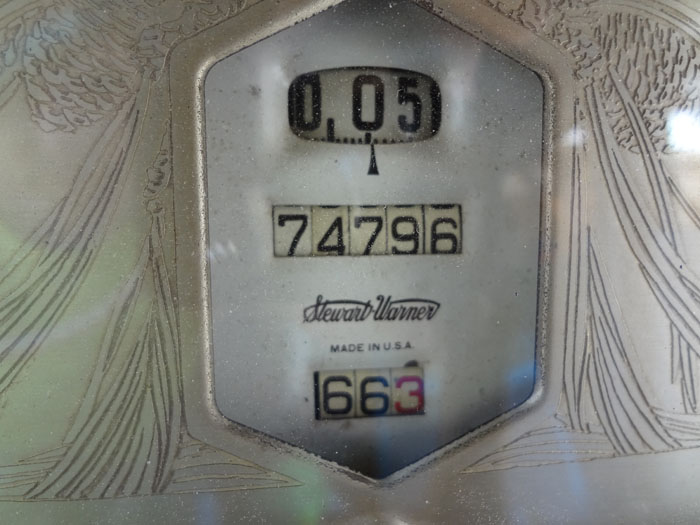 0,05
74796
Stewart-Warner
MADE IN U.S.A.
663